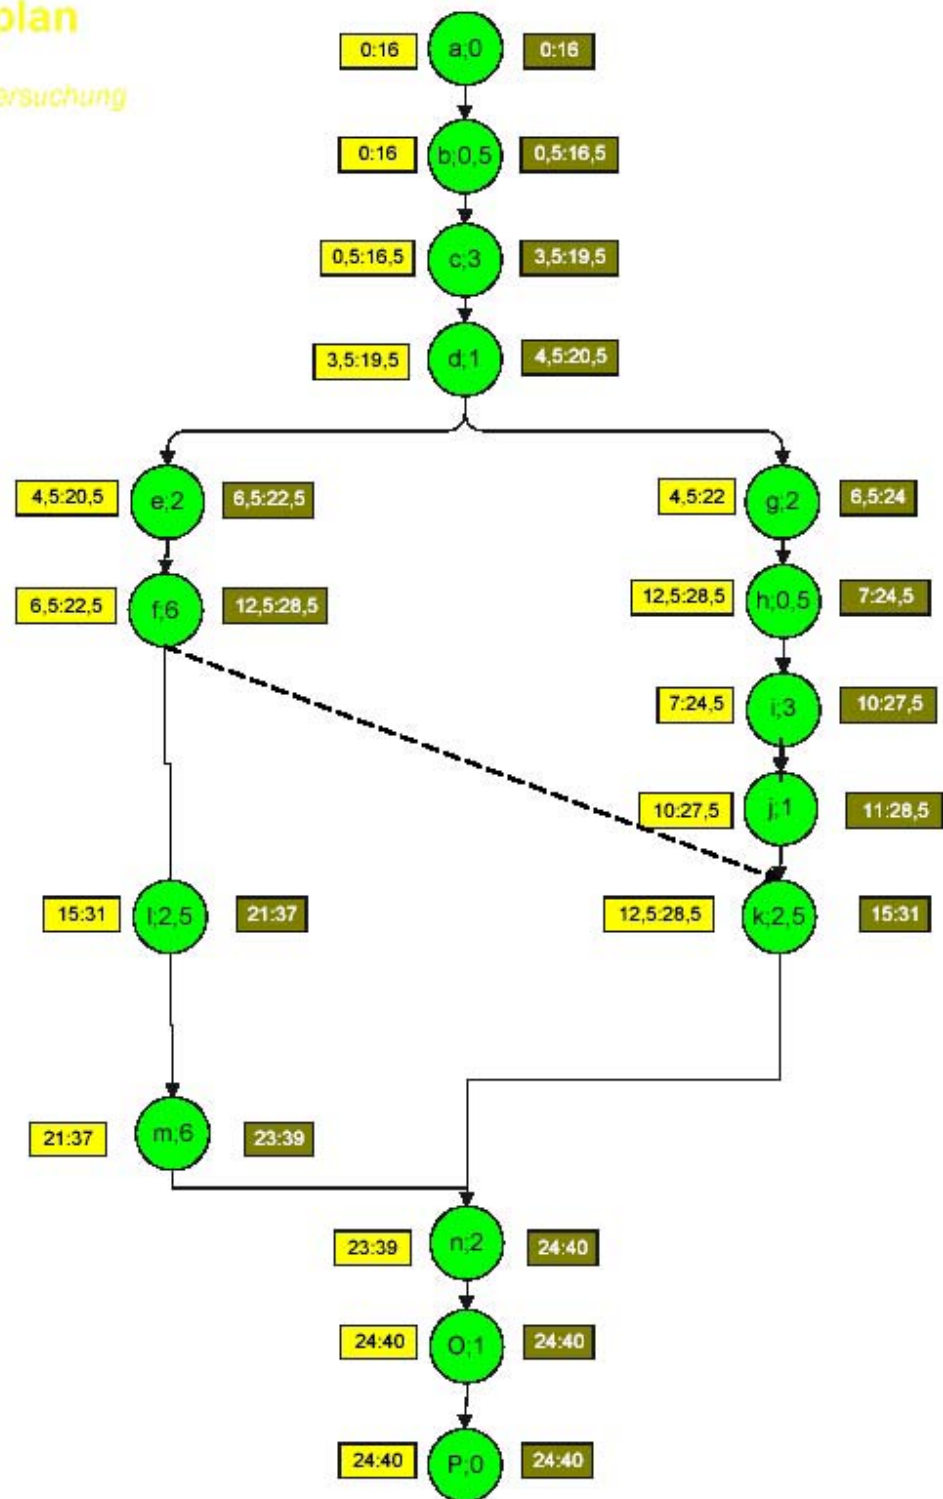 plan
ersuchung
0:16 a;0 0:16
0:16 b;0,5 0,5:16,5
0,5:16,5 c;3 3,5:19,5
3,5:19,5 d;1 4,5:20,5
4,5:20,5 e;2 6,5:22,5 4,5:22 g;2 6,5:24
6,5:22,5 f;6 12,5:28,5 12,5:28,5 h;0,5 7:24,5
7:24,5 i;3 10:27,5
10:27,5 j;1 11:28,5
15:31 l;2,5 21:37 12,5:28,5 k;2,5 15:31
21:37 m;6 23:39
23:39 n;2 24:40
24:40 O;1 24:40
24:40 P;0 24:40